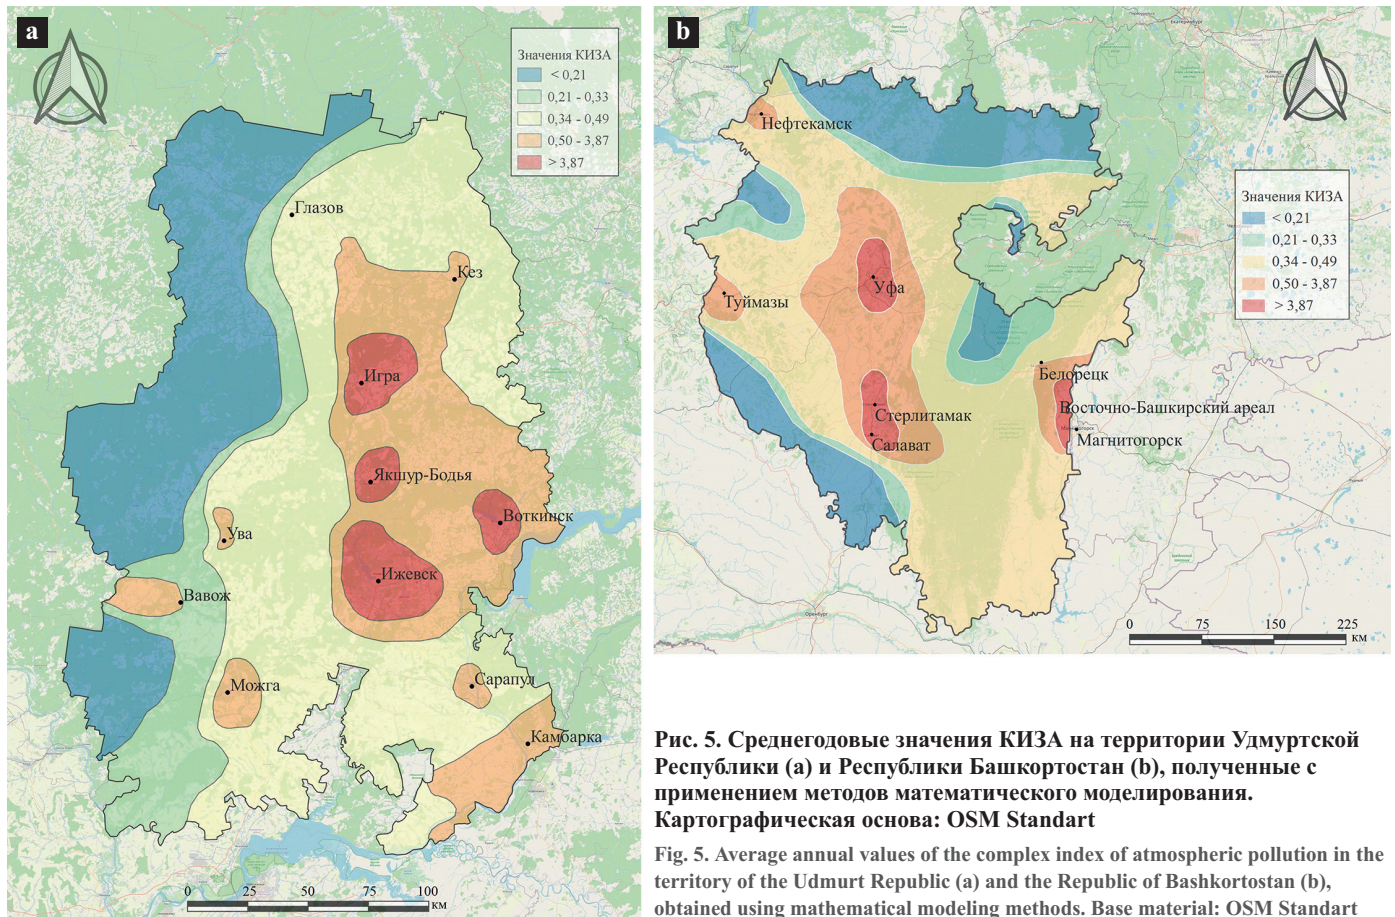 a
Значения КИЗА
< 0,21
0,21 - 0,33
0,34 - 0,49
0,50 - 3,87
> 3,87
Глазов
Кез
Игра
Якшур-Бодья
Воткинск
Ува
Ижевск
Вавож
Можга
Сарапул
Камбарка
0 25 50 75 100
км
b
Нефтекамск
Значения КИЗА
< 0,21
0,21 - 0,33
0,34 - 0,49
0,50 - 3,87
> 3,87
Уфа
Туймазы
Белорецк
Восточно-Башкирский ареал
Стерлитамак
Магнитогорск
Салават
Оренбург
0 75 150 225
км
Рис. 5. Среднегодовые значения КИЗА на территории Удмуртской
Республики (a) и Республики Башкортостан (b), полученные с
применением методов математического моделирования.
Картографическая основа: OSM Standart
Fig. 5. Average annual values of the complex index of atmospheric pollution in the
territory of the Udmurt Republic (a) and the Republic of Bashkortostan (b),
obtained using mathematical modeling methods. Base material: OSM Standart